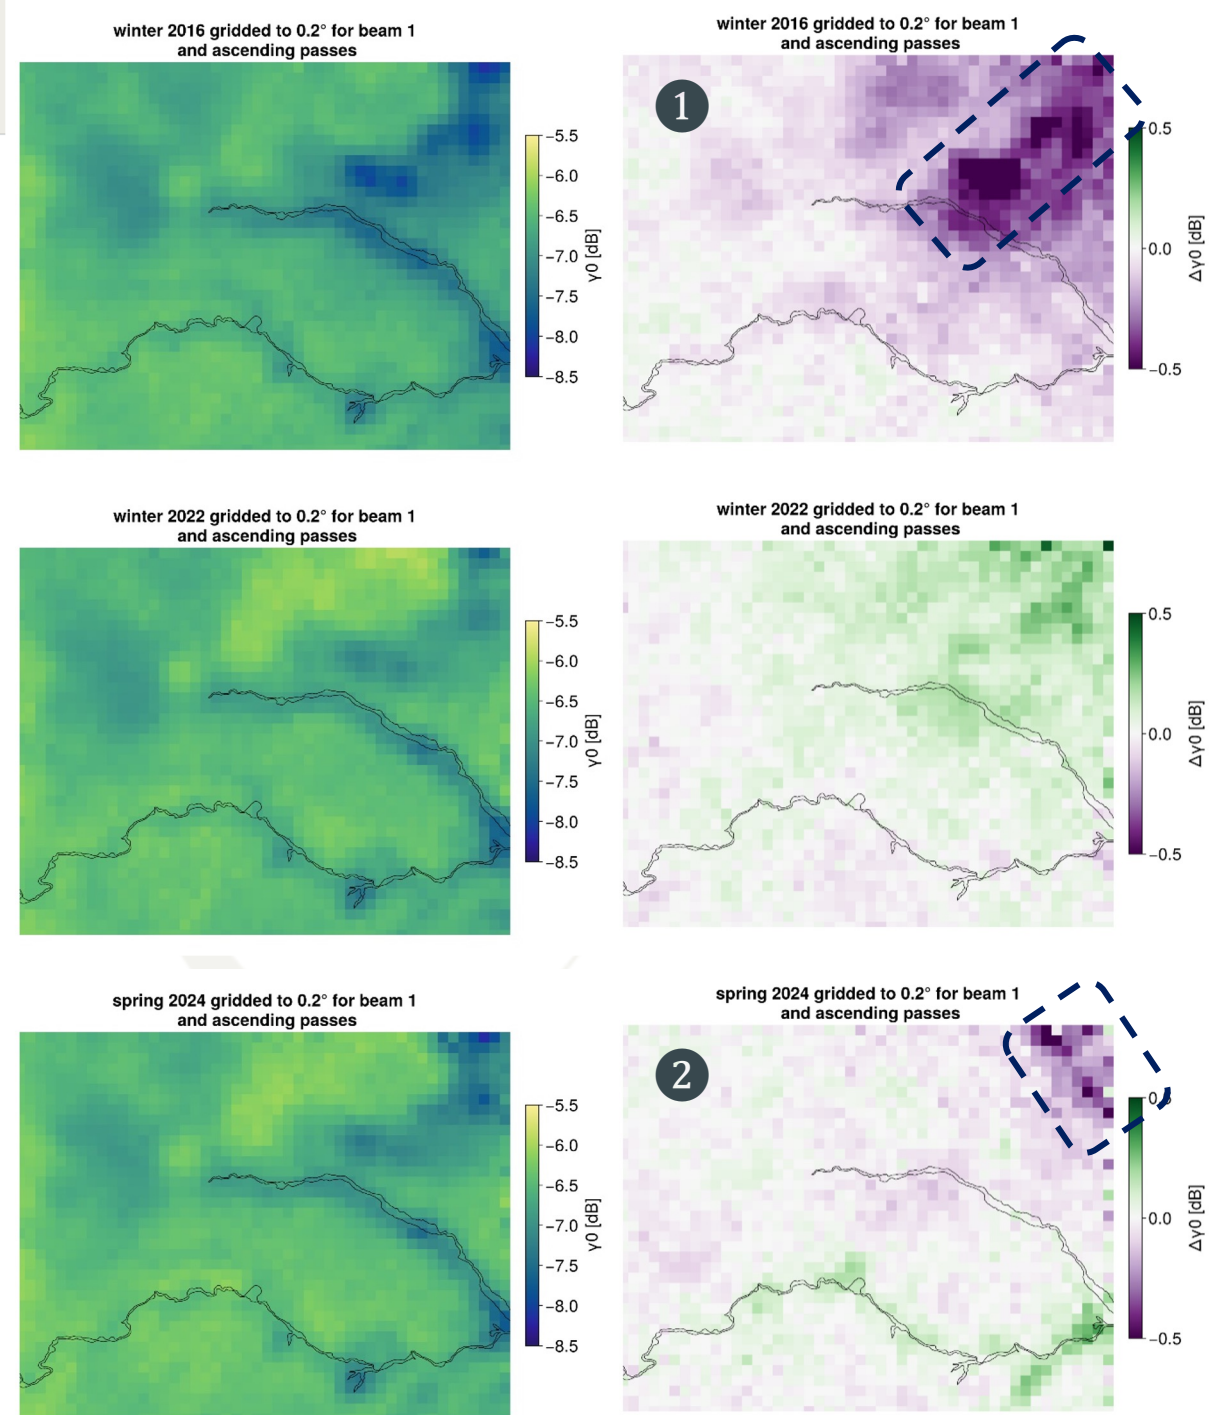 winter 2016 gridded to 0.2° for beam 1
and ascending passes
−5.5
−6.0
−6.5
−7.0
−7.5
−8.0
−8.5
γ0 [dB]
winter 2016 gridded to 0.2° for beam 1
and ascending passes
1
0.5
0.0
−0.5
Δγ0 [dB]
winter 2022 gridded to 0.2° for beam 1
and ascending passes
−5.5
−6.0
−6.5
−7.0
−7.5
−8.0
−8.5
γ0 [dB]
winter 2022 gridded to 0.2° for beam 1
and ascending passes
0.5
0.0
−0.5
Δγ0 [dB]
spring 2024 gridded to 0.2° for beam 1
and ascending passes
−5.5
−6.0
−6.5
−7.0
−7.5
−8.0
−8.5
γ0 [dB]
spring 2024 gridded to 0.2° for beam 1
and ascending passes
2
0.0
−0.5
Δγ0 [dB]